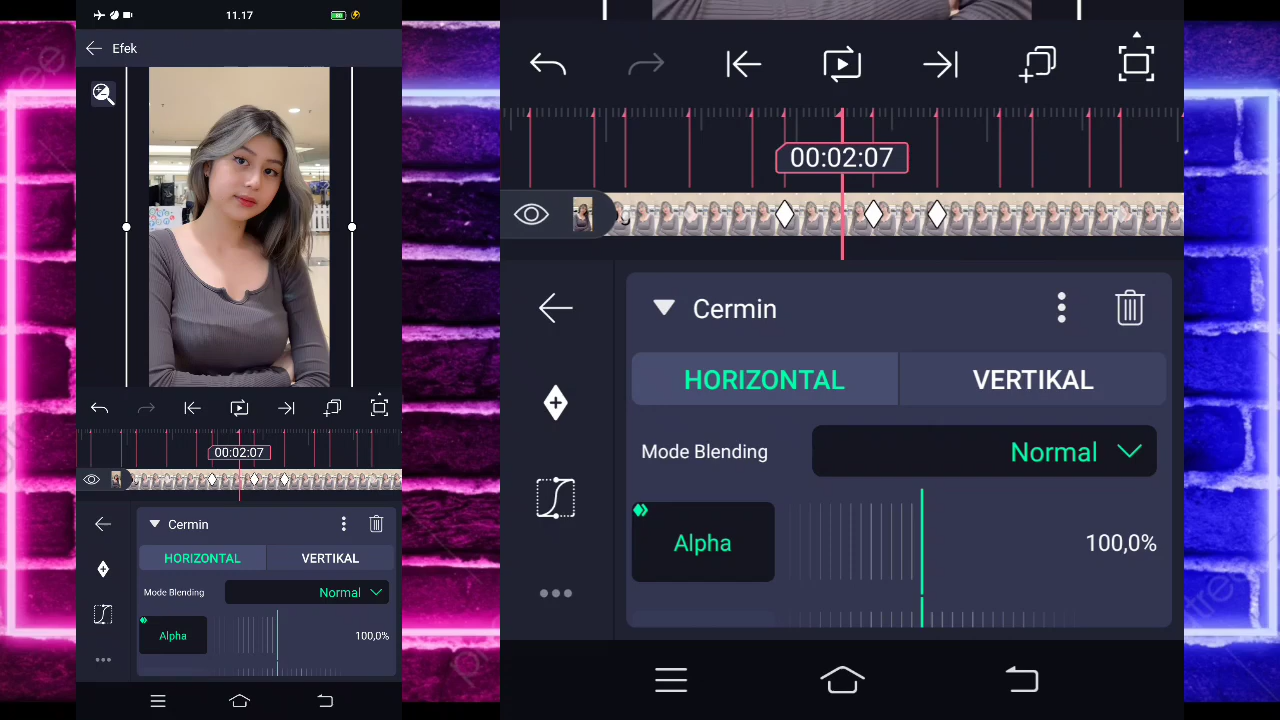 11.17
Efek
00:02:07
Cermin
HORIZONTAL
VERTIKAL
Mode Blending
Normal
Alpha
100,0%
00:02:07
Cermin
HORIZONTAL
VERTIKAL
Mode Blending
Normal
Alpha
100,0%